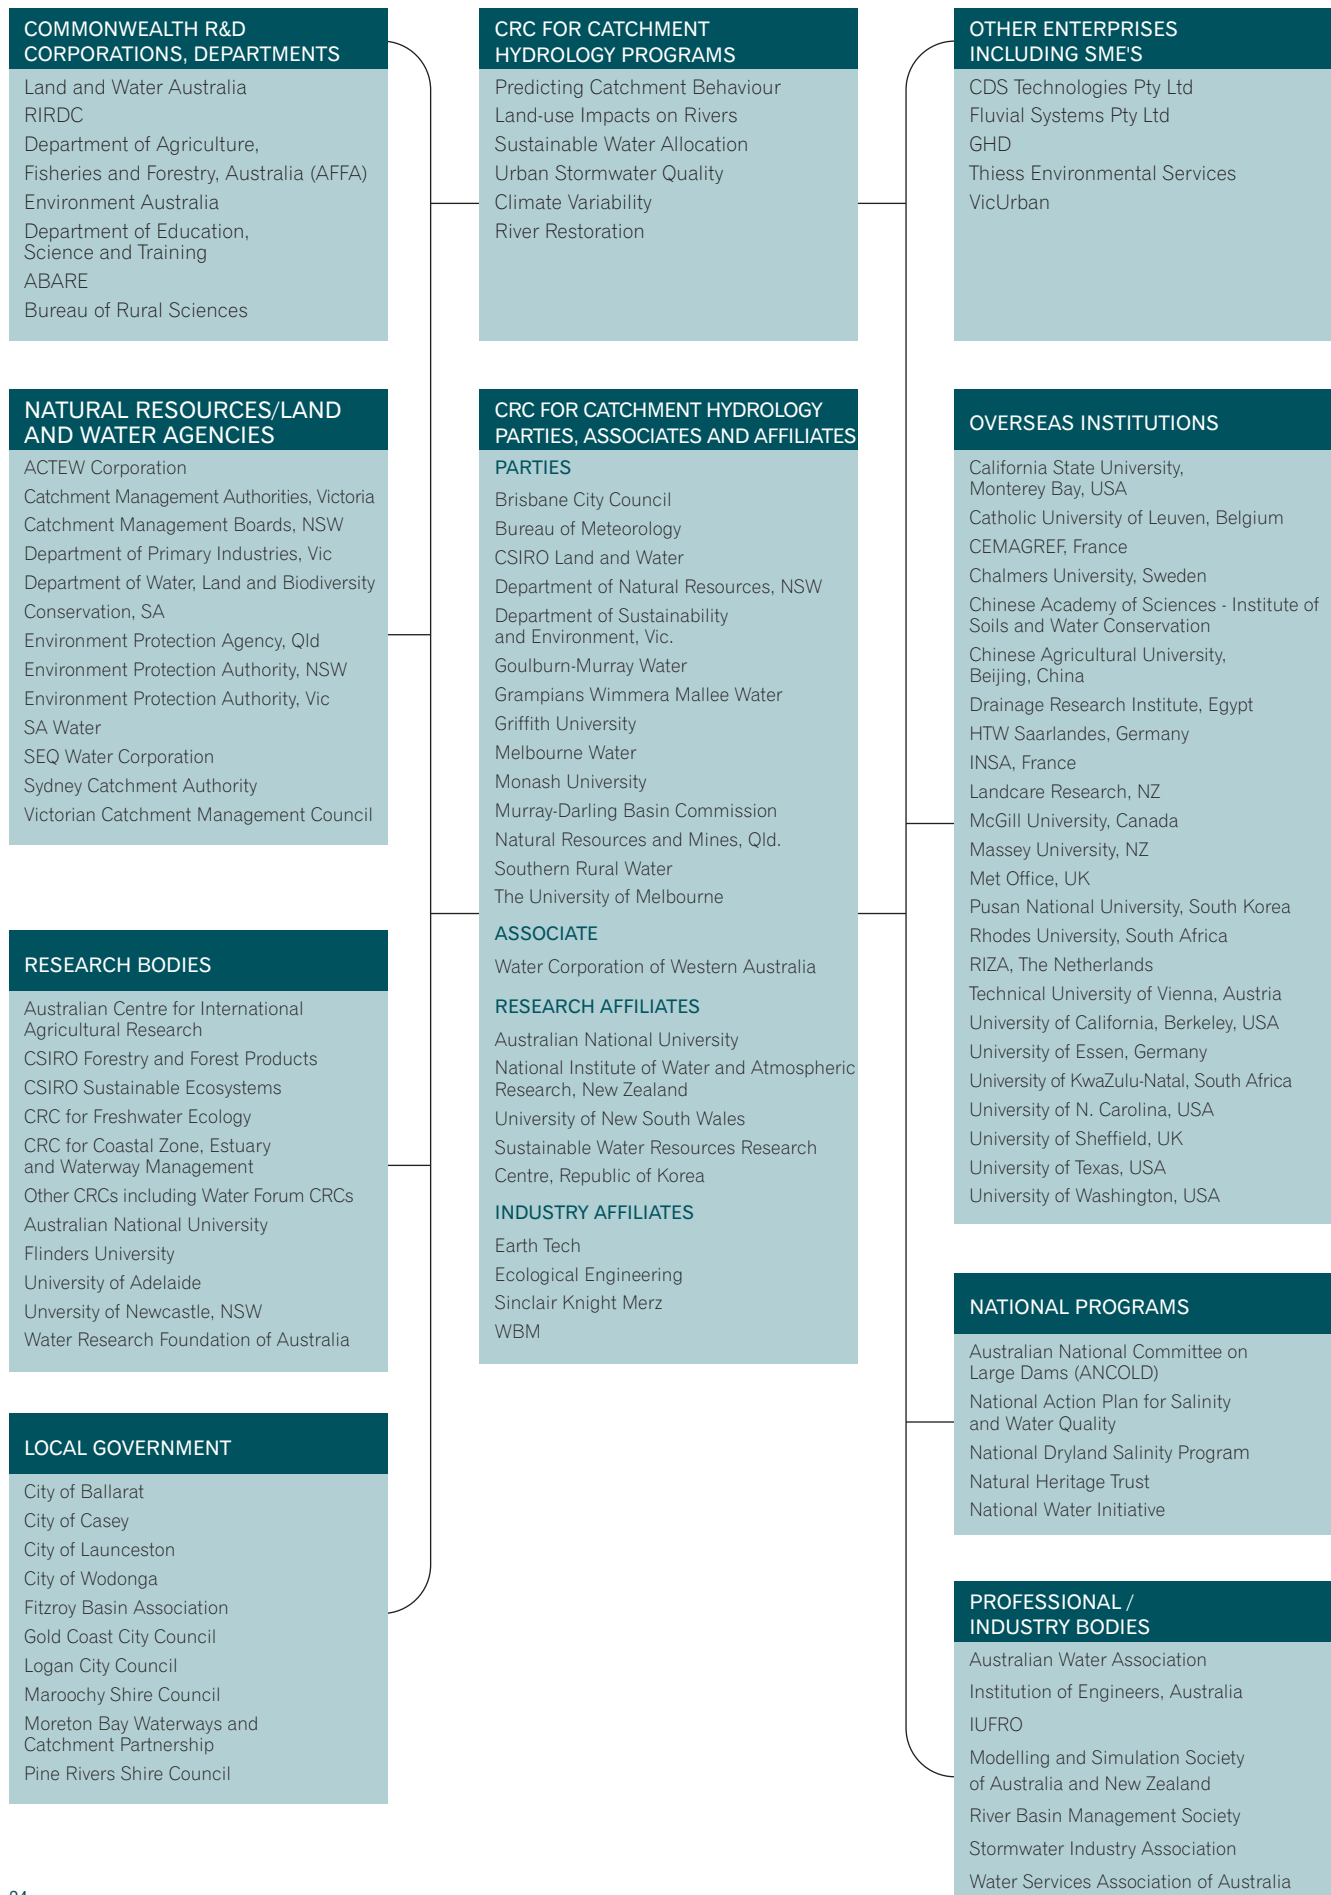 COMMONWEALTH R&D
CORPORATIONS, DEPARTMENTS
Land and Water Australia
RIRDC
Department of Agriculture,
Fisheries and Forestry, Australia (AFFA)
Environment Australia
Department of Education,
Science and Training
ABARE
Bureau of Rural Sciences
NATURAL RESOURCES/LAND
AND WATER AGENCIES
ACTEW Corporation
Catchment Management Authorities, Victoria
Catchment Management Boards, NSW
Department of Primary Industries, Vic
Department of Water, Land and Biodiversity
Conservation, SA
Environment Protection Agency, Qld
Environment Protection Authority, NSW
Environment Protection Authority, Vic
SA Water
SEQ Water Corporation
Sydney Catchment Authority
Victorian Catchment Management Council
RESEARCH BODIES
Australian Centre for International
Agricultural Research
CSIRO Forestry and Forest Products
CSIRO Sustainable Ecosystems
CRC for Freshwater Ecology
CRC for Coastal Zone, Estuary
and Waterway Management
Other CRCs including Water Forum CRCs
Australian National University
Flinders University
University of Adelaide
Unversity of Newcastle, NSW
Water Research Foundation of Australia
LOCAL GOVERNMENT
City of Ballarat
City of Casey
City of Launceston
City of Wodonga
Fitzroy Basin Association
Gold Coast City Council
Logan City Council
Maroochy Shire Council
Moreton Bay Waterways and
Catchment Partnership
Pine Rivers Shire Council
CRC FOR CATCHMENT
HYDROLOGY PROGRAMS
Predicting Catchment Behaviour
Land-use Impacts on Rivers
Sustainable Water Allocation
Urban Stormwater Quality
Climate Variability
River Restoration
CRC FOR CATCHMENT HYDROLOGY
PARTIES, ASSOCIATES AND AFFILIATES
PARTIES
Brisbane City Council
Bureau of Meteorology
CSIRO Land and Water
Department of Natural Resources, NSW
Department of Sustainability
and Environment, Vic.
Goulburn-Murray Water
Grampians Wimmera Mallee Water
Griffith University
Melbourne Water
Monash University
Murray-Darling Basin Commission
Natural Resources and Mines, Qld.
Southern Rural Water
The University of Melbourne
ASSOCIATE
Water Corporation of Western Australia
RESEARCH AFFILIATES
Australian National University
National Institute of Water and Atmospheric
Research, New Zealand
University of New South Wales
Sustainable Water Resources Research
Centre, Republic of Korea
INDUSTRY AFFILIATES
Earth Tech
Ecological Engineering
Sinclair Knight Merz
WBM
OTHER ENTERPRISES
INCLUDING SME'S
CDS Technologies Pty Ltd
Fluvial Systems Pty Ltd
GHD
Thiess Environmental Services
VicUrban
OVERSEAS INSTITUTIONS
California State University,
Monterey Bay, USA
Catholic University of Leuven, Belgium
CEMAGREF, France
Chalmers University, Sweden
Chinese Academy of Sciences - Institute of
Soils and Water Conservation
Chinese Agricultural University,
Beijing, China
Drainage Research Institute, Egypt
HTW Saarlandes, Germany
INSA, France
Landcare Research, NZ
McGill University, Canada
Massey University, NZ
Met Office, UK
Pusan National University, South Korea
Rhodes University, South Africa
RIZA, The Netherlands
Technical University of Vienna, Austria
University of California, Berkeley, USA
University of Essen, Germany
University of KwaZulu-Natal, South Africa
University of N. Carolina, USA
University of Sheffield, UK
University of Texas, USA
University of Washington, USA
NATIONAL PROGRAMS
Australian National Committee on
Large Dams (ANCOLD)
National Action Plan for Salinity
and Water Quality
National Dryland Salinity Program
Natural Heritage Trust
National Water Initiative
PROFESSIONAL /
INDUSTRY BODIES
Australian Water Association
Institution of Engineers, Australia
IUFRO
Modelling and Simulation Society
of Australia and New Zealand
River Basin Management Society
Stormwater Industry Association
Water Services Association of Australia